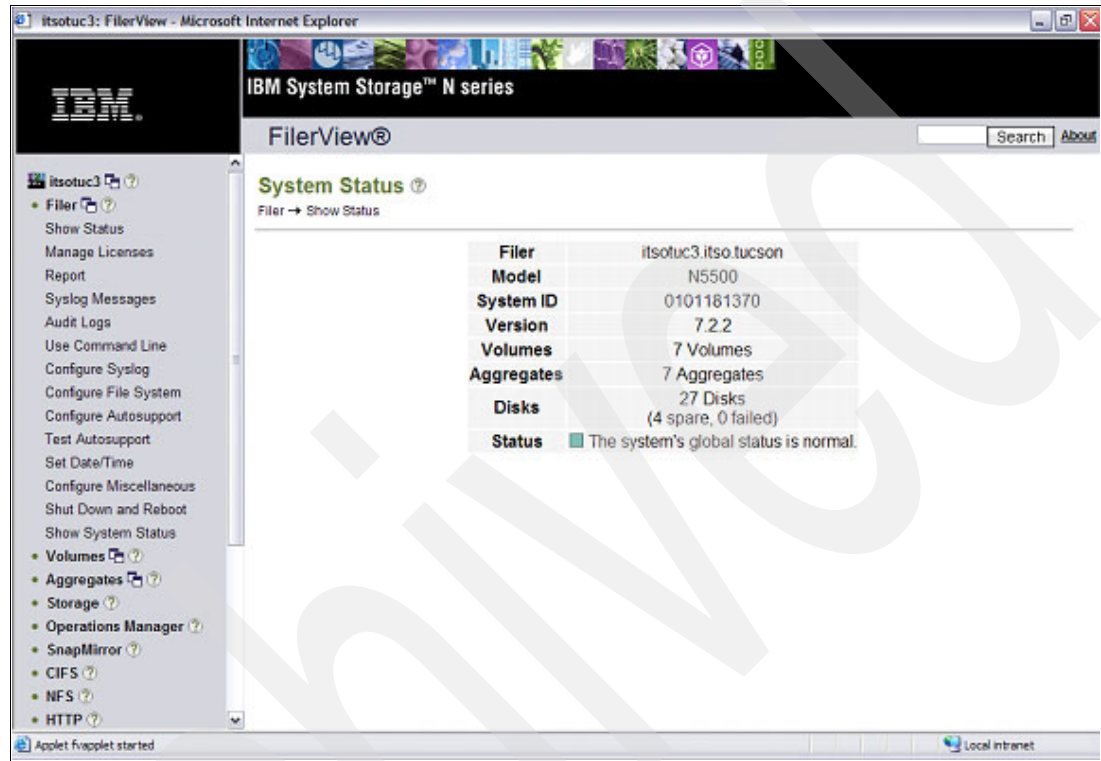 itsotuc3: FilerView - Microsoft Internet Explorer
IBM
IBM System Storage™ N series
FilerView®
Search
About
itsotuc3
Filer
Show Status
Manage Licenses
Report
Syslog Messages
Audit Logs
Use Command Line
Configure Syslog
Configure File System
Configure Autosupport
Test Autosupport
Set Date/Time
Configure Miscellaneous
Shut Down and Reboot
Show System Status
Volumes
Aggregates
Storage
Operations Manager
SnapMirror
CIFS
NFS
HTTP
System Status
Filer → Show Status
Filer itsotuc3.itso.tucson
Model N5500
System ID 0101181370
Version 7.2.2
Volumes 7 Volumes
Aggregates 7 Aggregates
Disks 27 Disks
(4 spare, 0 failed)
Status The system's global status is normal.
Applet fvapplet started
Local intranet